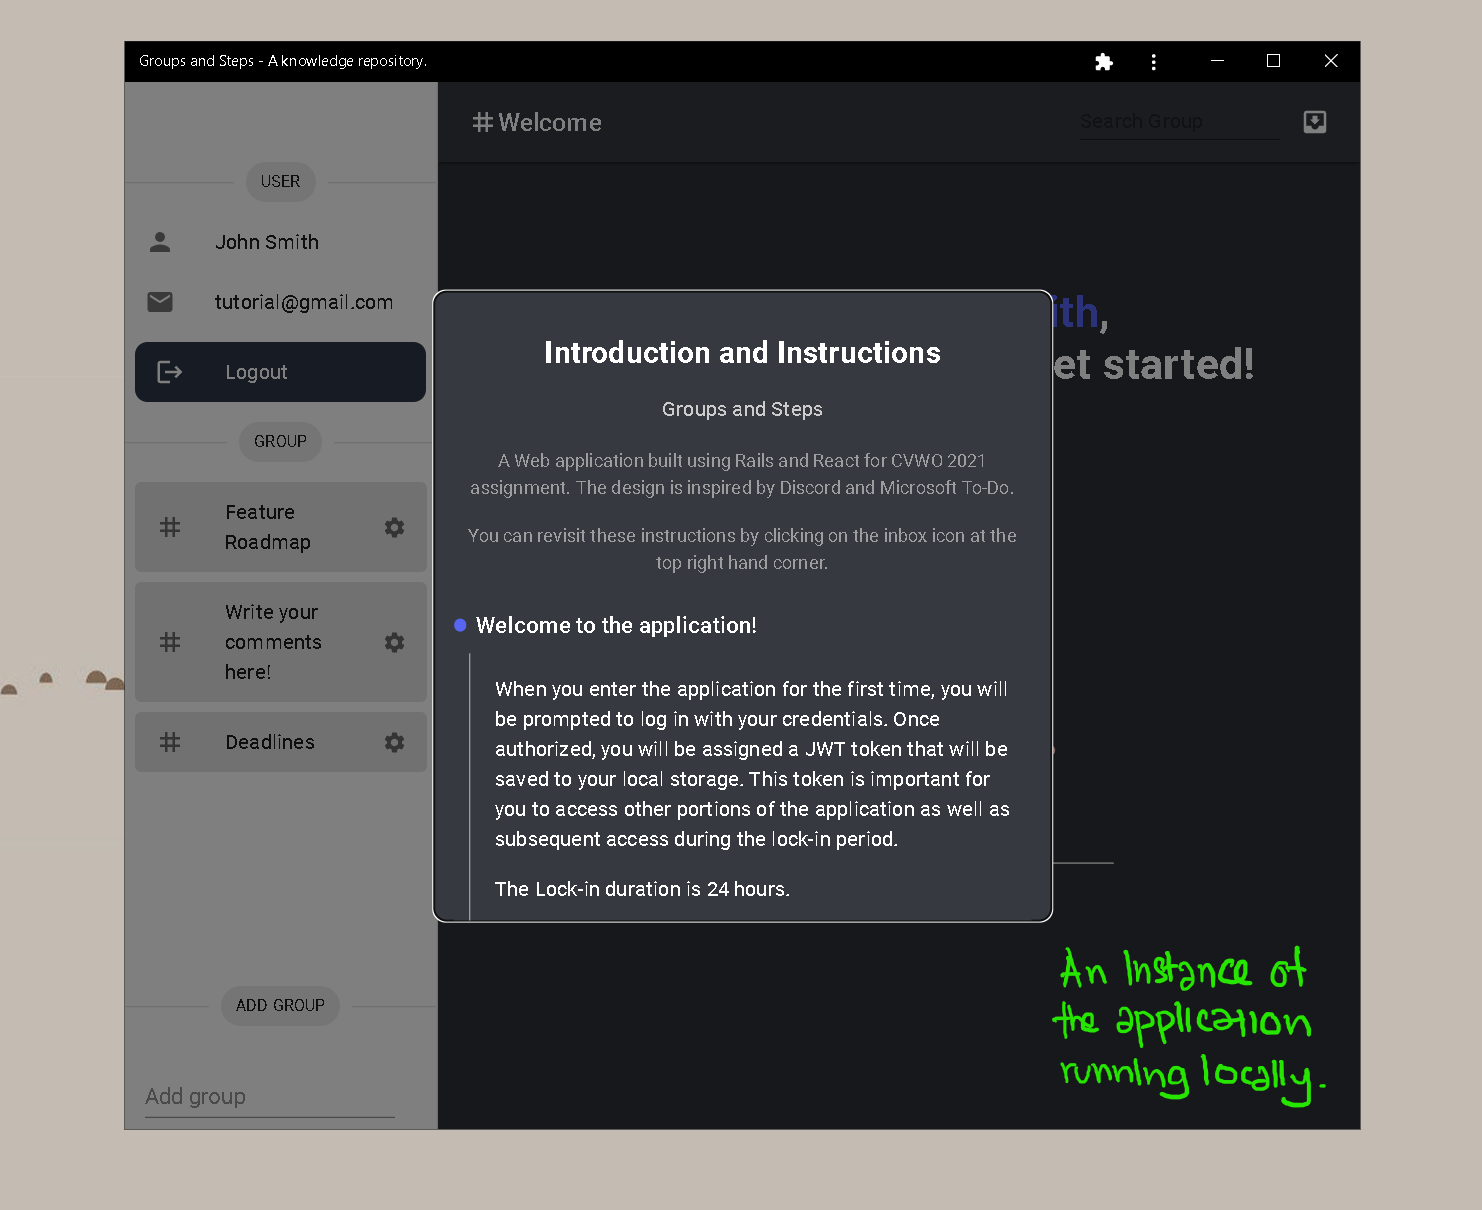 Groups and Steps - A knowledge repository.
#Welcome
Search Group
USER
John Smith
tutorial@gmail.com
Logout
GROUP
# Feature
Roadmap
# Write your
comments
here!
# Deadlines
ADD GROUP
Add group
ith,
et started!
Introduction and Instructions
Groups and Steps
A Web application built using Rails and React for CVWO 2021
assignment. The design is inspired by Discord and Microsoft To-Do.
You can revisit these instructions by clicking on the inbox icon at the
top right hand corner.
Welcome to the application!
When you enter the application for the first time, you will
be prompted to log in with your credentials. Once
authorized, you will be assigned a JWT token that will be
saved to your local storage. This token is important for
you to access other portions of the application as well as
subsequent access during the lock-in period.
The Lock-in duration is 24 hours.
An instance of
the application
running locally.